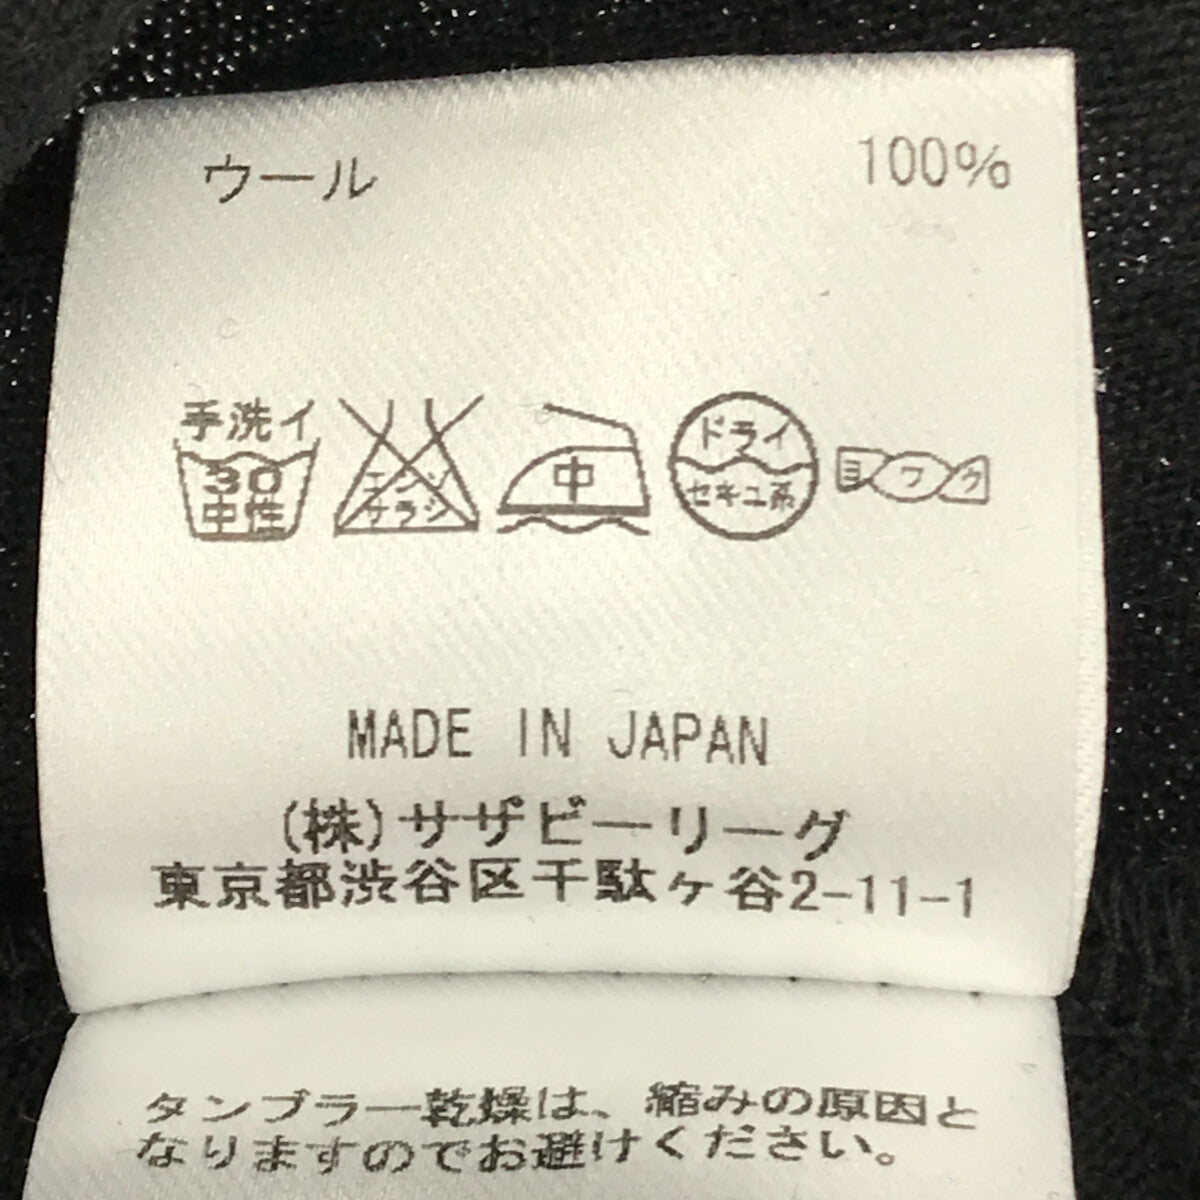 ウール 100%
手洗イ
30
中性
エンソ
サラシ
中
ドライ
セキユ系
ヨワク
MADE IN JAPAN
(株)サザビーリーグ
東京都渋谷区千駄ヶ谷2-11-1
タンブラー乾燥は、縮みの原因と
なりますのでお避けください。